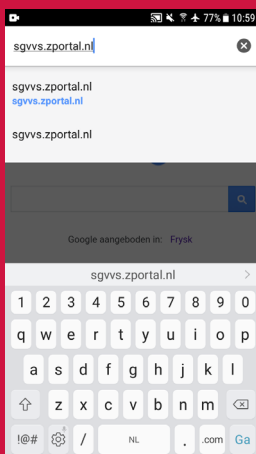 77% 10:59
sgvvs.zportal.nl
sgvvs.zportal.nl
sgvvs.zportal.nl
sgvvs.zportal.nl
Google aangeboden in: Frysk
sgvvs.zportal.nl
1 2 3 4 5 6 7 8 9 0
q w e r t y u i o p
a s d f g h j k l
z x c v b n m
!@# / NL . .com Ga